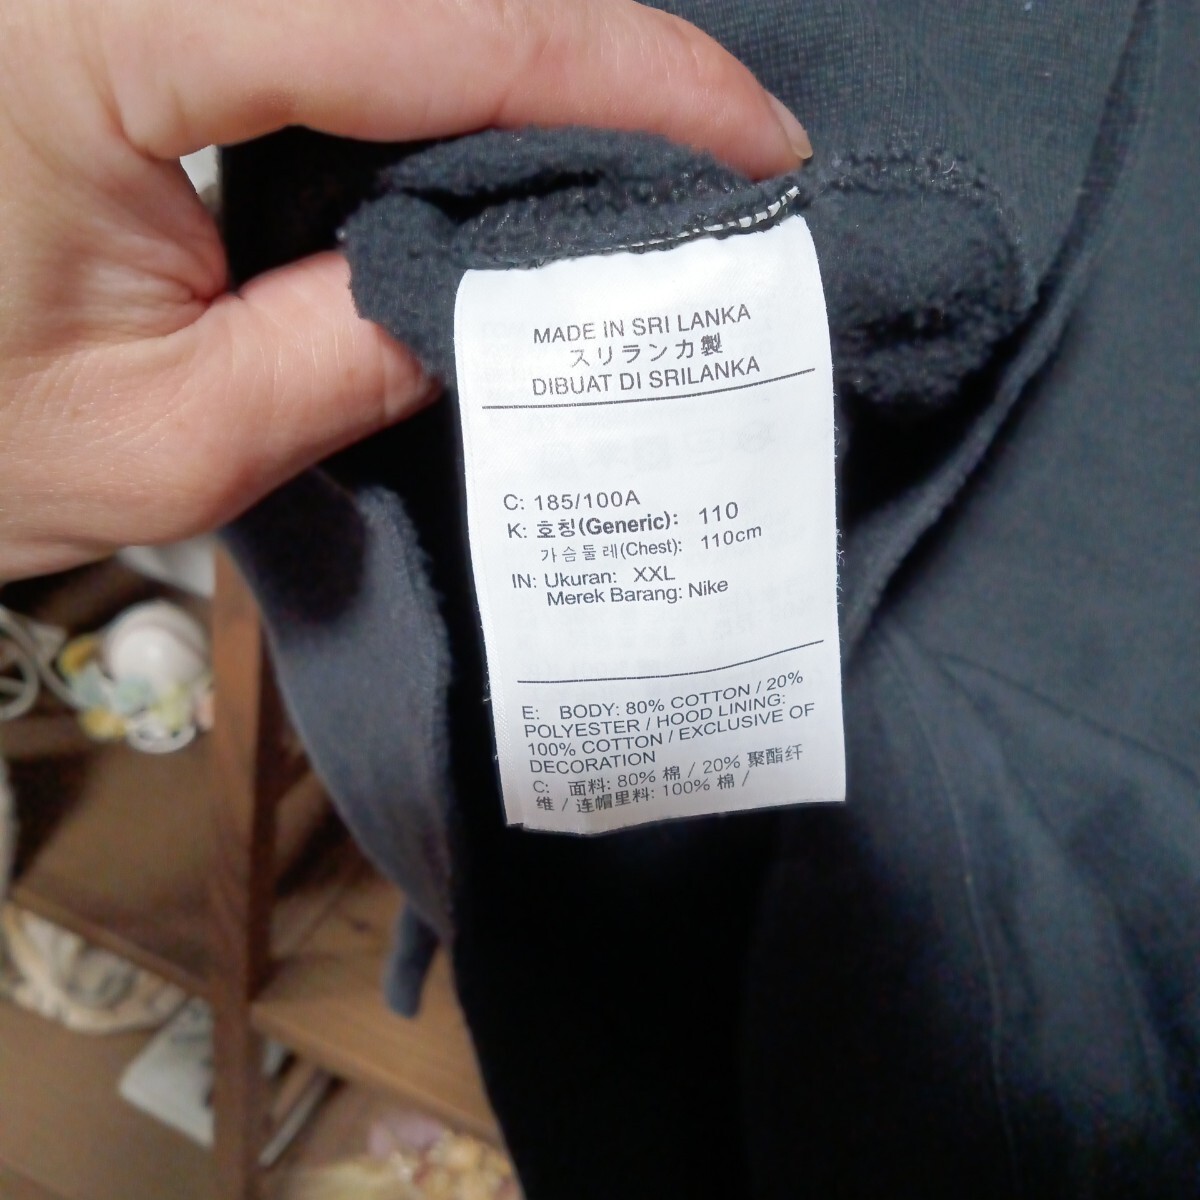 MADE IN SRI LANKA
スリランカ製
DIBUAT DI SRILANKA
C: 185/100A
K: 호칭(Generic): 110
가슴둘레(Chest): 110cm
IN: Ukuran: XXL
Merek Barang: Nike
E: BODY: 80% COTTON / 20%
POLYESTER / HOOD LINING:
100% COTTON / EXCLUSIVE OF
DECORATION
C: 面料: 80% 棉 / 20% 聚酯纤
维 / 连帽里料: 100% 棉 /